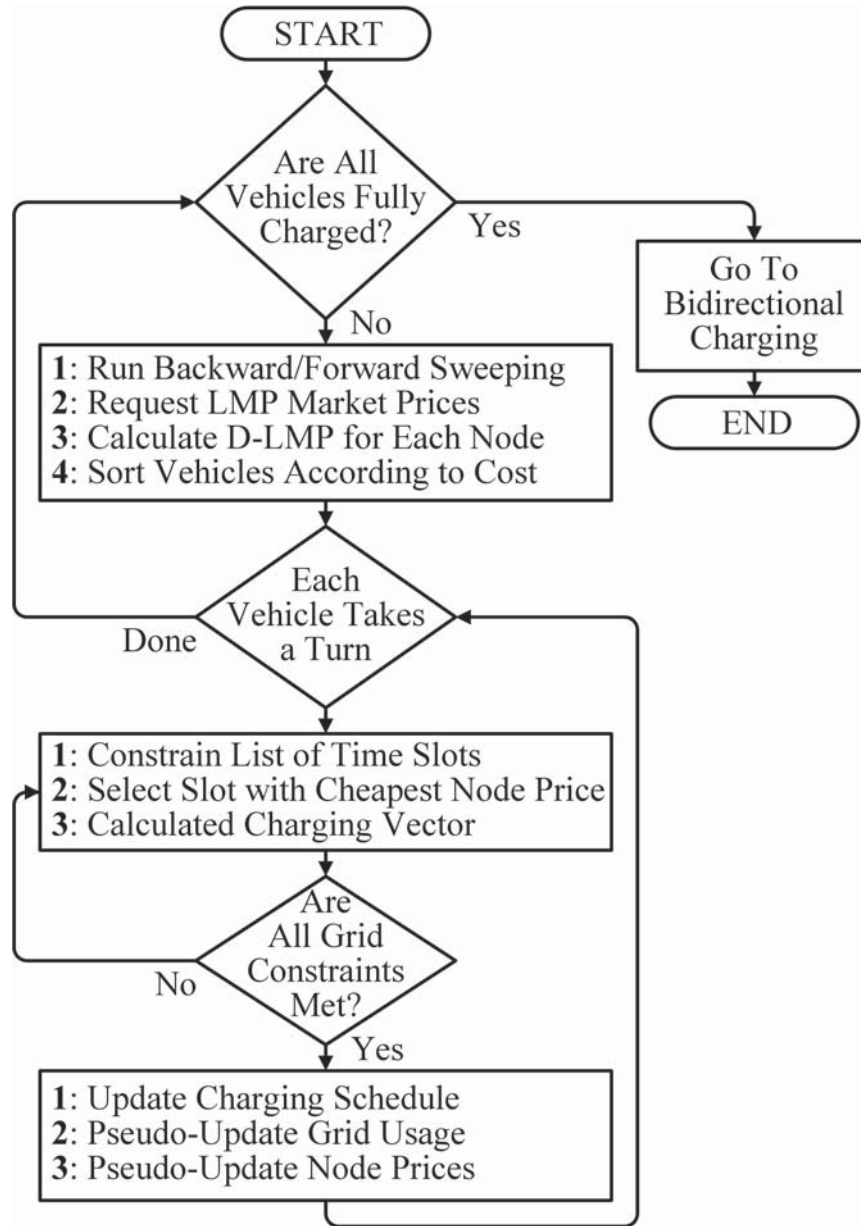 START
Are All
Vehicles Fully
Charged?
Yes
No
Go To
Bidirectional
Charging
END
1: Run Backward/Forward Sweeping
2: Request LMP Market Prices
3: Calculate D-LMP for Each Node
4: Sort Vehicles According to Cost
Each
Vehicle Takes
a Turn
Done
1: Constrain List of Time Slots
2: Select Slot with Cheapest Node Price
3: Calculated Charging Vector
Are
All Grid
Constraints
Met?
No
Yes
1: Update Charging Schedule
2: Pseudo-Update Grid Usage
3: Pseudo-Update Node Prices